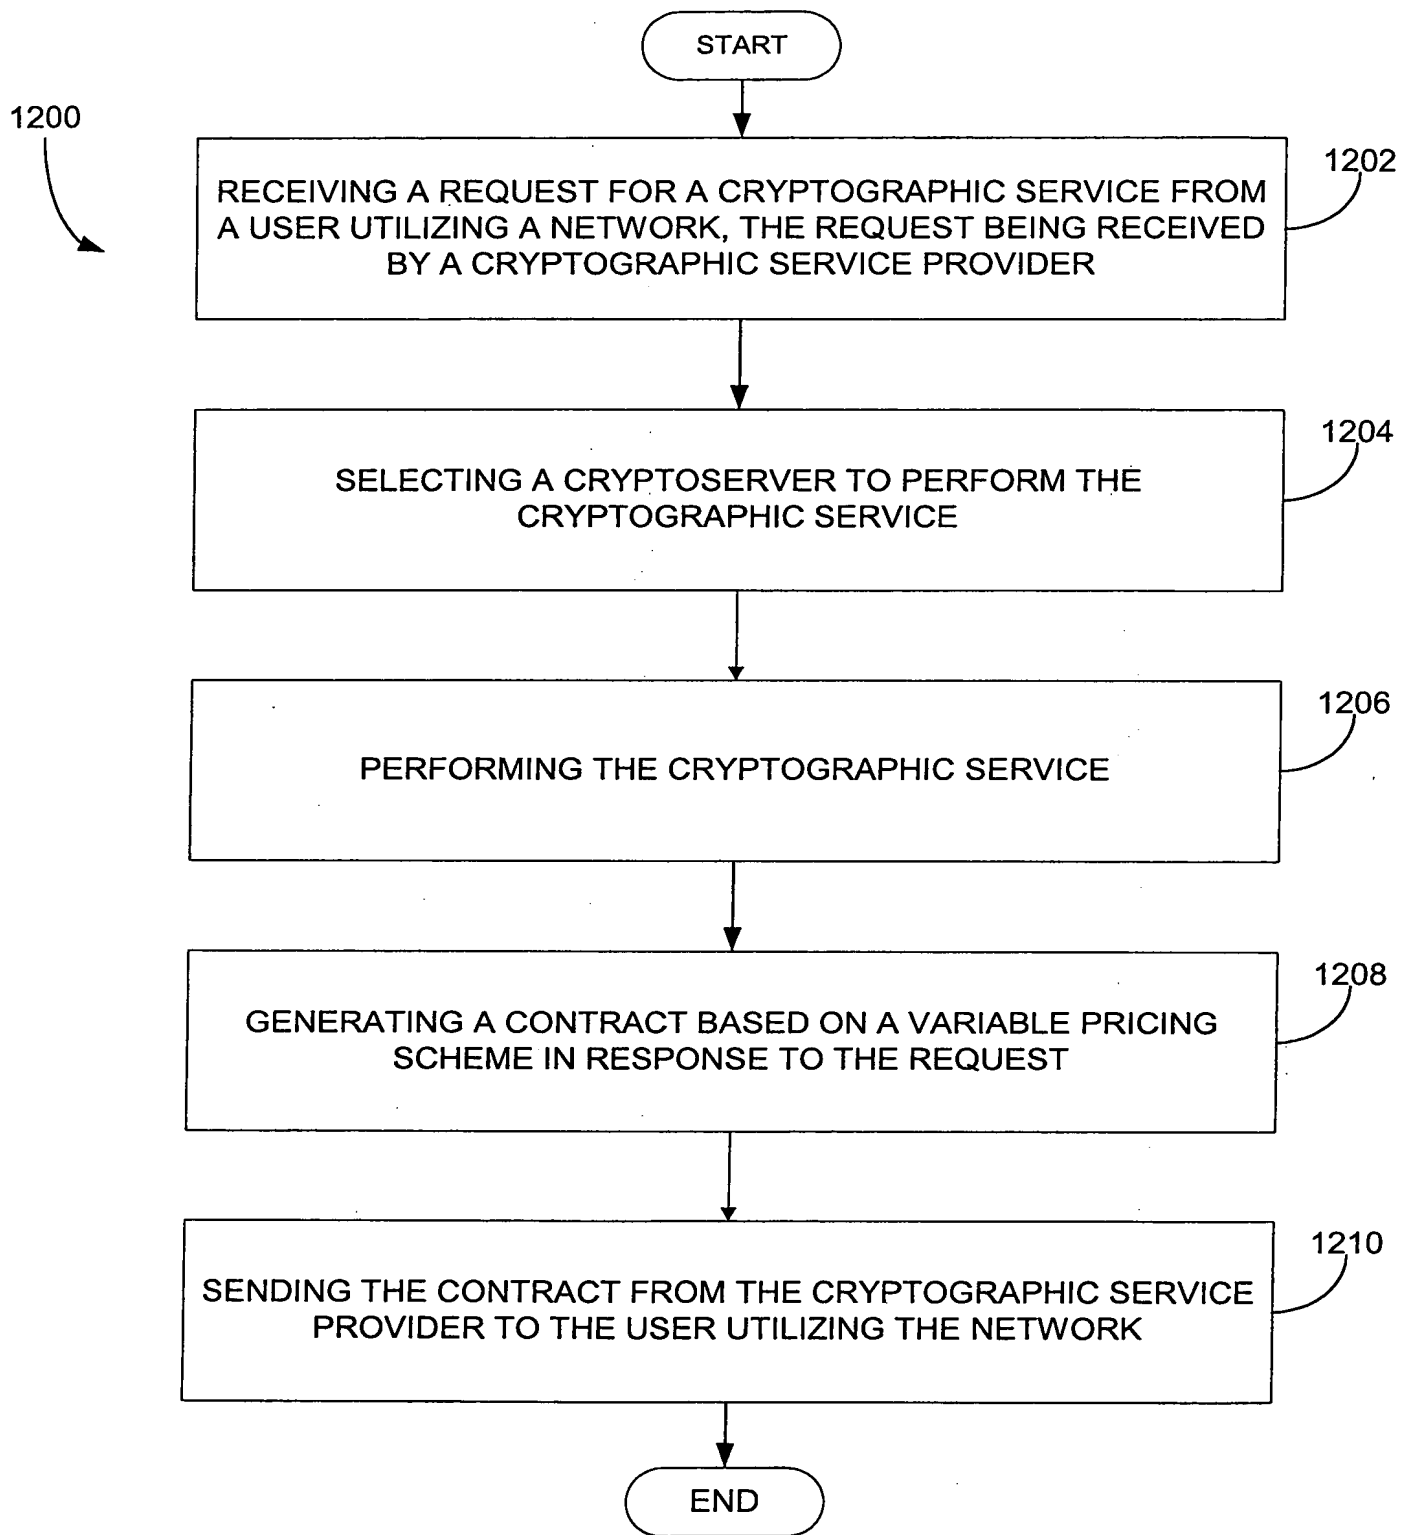 START
1200
1202
RECEIVING A REQUEST FOR A CRYPTOGRAPHIC SERVICE FROM
A USER UTILIZING A NETWORK, THE REQUEST BEING RECEIVED
BY A CRYPTOGRAPHIC SERVICE PROVIDER
1204
SELECTING A CRYPTOSERVER TO PERFORM THE
CRYPTOGRAPHIC SERVICE
1206
PERFORMING THE CRYPTOGRAPHIC SERVICE
1208
GENERATING A CONTRACT BASED ON A VARIABLE PRICING
SCHEME IN RESPONSE TO THE REQUEST
1210
SENDING THE CONTRACT FROM THE CRYPTOGRAPHIC SERVICE
PROVIDER TO THE USER UTILIZING THE NETWORK
END